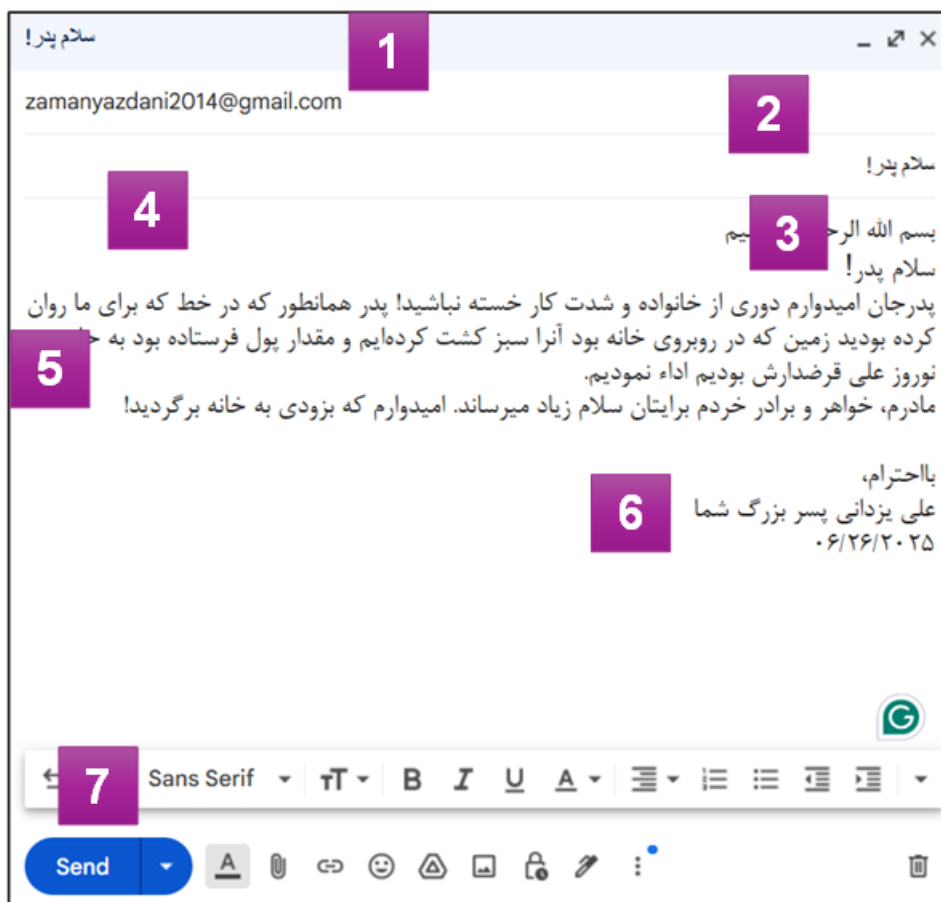 سلام پدر!
1
zamanyazdani2014@gmail.com
2
سلام پدر!
4
3
بسم الله
سلام پدر!
پدرجان امیدوارم دوری از خانواده و شدت کار خسته نباشید! پدر همانطور که در خط که برای ما روان
کرده بودید زمین که در روبروی خانه بود آنرا سبز کشت کرده‌ایم و مقدار پول فرستاده بود به
5
نوروز علی قرضدارش بودیم اداء نمودیم.
مادرم، خواهر و برادر خردم برایتان سلام زیاد میرساند. امیدوارم که بزودی به خانه برگردید!
بااحترام،
علی یزدانی پسر بزرگ شما
6
۰۶/۲۶/۲۰۲۵
7
Sans Serif
Send